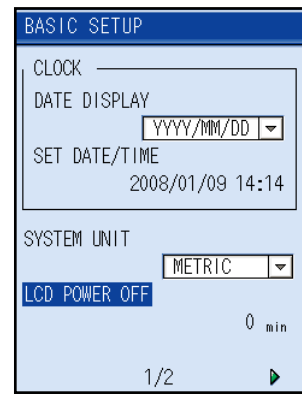 BASIC SETUP
CLOCK
DATE DISPLAY
YYYY/MM/DD
SET DATE/TIME
2008/01/09 14:14
SYSTEM UNIT
METRIC
LCD POWER OFF
0 min
1/2